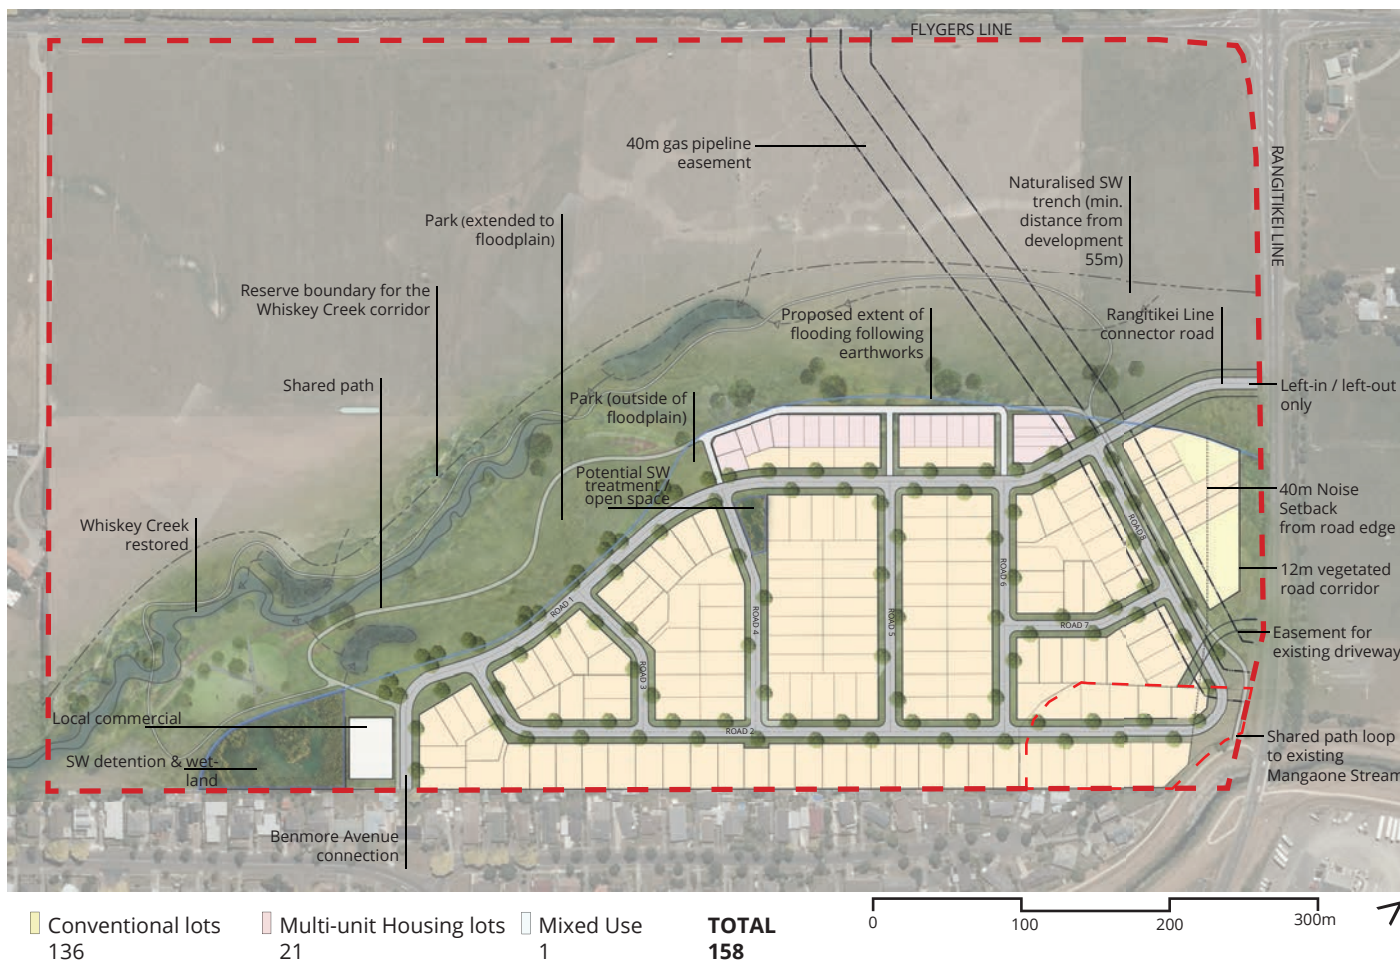 FLYGERS LINE
RANGITIKEI LINE
40m gas pipeline
easement
Naturalised SW
trench (min.
distance from
development
55m)
Park (extended to
floodplain)
Reserve boundary for the
Whiskey Creek corridor
Proposed extent of
flooding following
earthworks
Rangitikei Line
connector road
Shared path
Left-in / left-out
only
Park (outside of
floodplain)
Potential SW
treatment /
open space
40m Noise
Setback
from road edge
Whiskey Creek
restored
12m vegetated
road corridor
ROAD 1
ROAD 2
ROAD 3
ROAD 4
ROAD 5
ROAD 6
ROAD 7
ROAD 8
Easement for
existing driveway
Local commercial
SW detention & wet-
land
Shared path loop
to existing
Mangaone Stream
Benmore Avenue
connection
Conventional lots
136
Multi-unit Housing lots
21
Mixed Use
1
TOTAL
158
0 100 200 300m